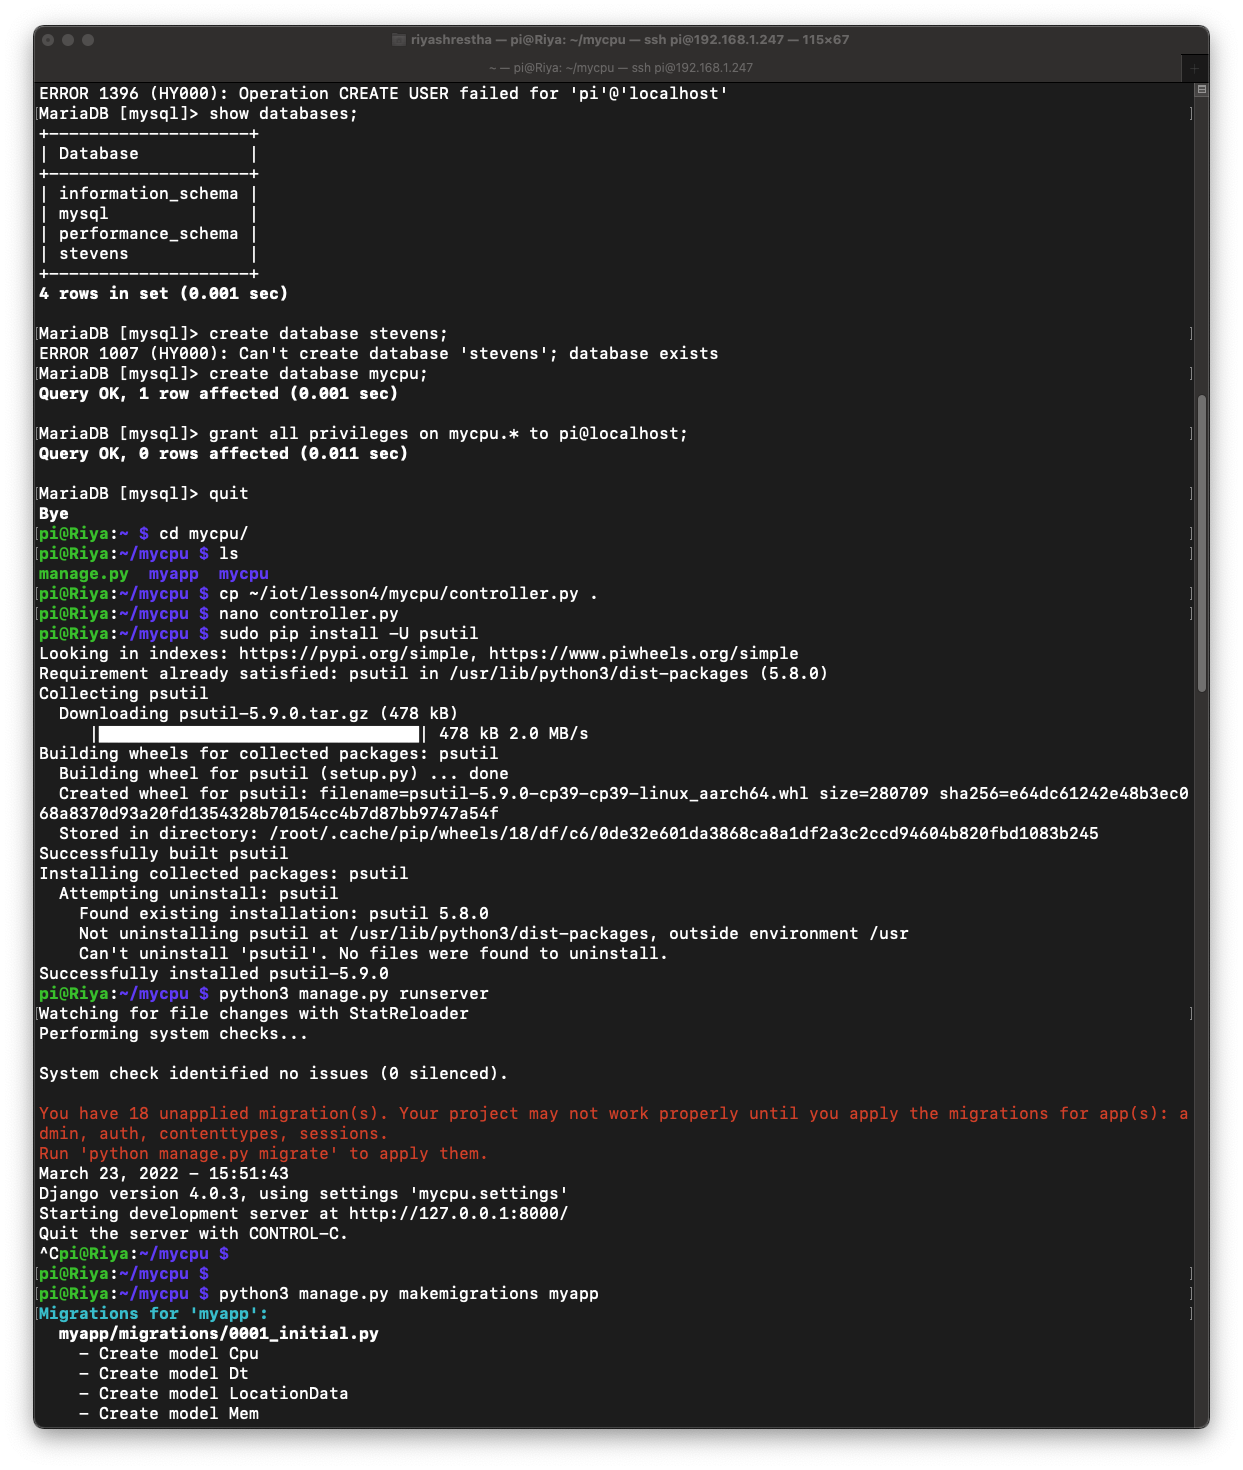 riyashrestha — pi@Riya: ~/mycpu — ssh pi@192.168.1.247 — 115×67
~ — pi@Riya: ~/mycpu — ssh pi@192.168.1.247
ERROR 1396 (HY000): Operation CREATE USER failed for 'pi'@'localhost'
MariaDB [mysql]> show databases;
+--------------------+
| Database           |
+--------------------+
| information_schema |
| mysql              |
| performance_schema |
| stevens            |
+--------------------+
4 rows in set (0.001 sec)
MariaDB [mysql]> create database stevens;
ERROR 1007 (HY000): Can't create database 'stevens'; database exists
MariaDB [mysql]> create database mycpu;
Query OK, 1 row affected (0.001 sec)
MariaDB [mysql]> grant all privileges on mycpu.* to pi@localhost;
Query OK, 0 rows affected (0.011 sec)
MariaDB [mysql]> quit
Bye
pi@Riya:~ $ cd mycpu/
pi@Riya:~/mycpu $ ls
manage.py  myapp  mycpu
pi@Riya:~/mycpu $ cp ~/iot/lesson4/mycpu/controller.py .
pi@Riya:~/mycpu $ nano controller.py
pi@Riya:~/mycpu $ sudo pip install -U psutil
Looking in indexes: https://pypi.org/simple, https://www.piwheels.org/simple
Requirement already satisfied: psutil in /usr/lib/python3/dist-packages (5.8.0)
Collecting psutil
  Downloading psutil-5.9.0.tar.gz (478 kB)
     |████████████████████████████████| 478 kB 2.0 MB/s
Building wheels for collected packages: psutil
  Building wheel for psutil (setup.py) ... done
  Created wheel for psutil: filename=psutil-5.9.0-cp39-cp39-linux_aarch64.whl size=280709 sha256=e64dc61242e48b3ec0
68a8370d93a20fd1354328b70154cc4b7d87bb9747a54f
  Stored in directory: /root/.cache/pip/wheels/18/df/c6/0de32e601da3868ca8a1df2a3c2ccd94604b820fbd1083b245
Successfully built psutil
Installing collected packages: psutil
  Attempting uninstall: psutil
    Found existing installation: psutil 5.8.0
    Not uninstalling psutil at /usr/lib/python3/dist-packages, outside environment /usr
    Can't uninstall 'psutil'. No files were found to uninstall.
Successfully installed psutil-5.9.0
pi@Riya:~/mycpu $ python3 manage.py runserver
Watching for file changes with StatReloader
Performing system checks...
System check identified no issues (0 silenced).
You have 18 unapplied migration(s). Your project may not work properly until you apply the migrations for app(s): a
dmin, auth, contenttypes, sessions.
Run 'python manage.py migrate' to apply them.
March 23, 2022 - 15:51:43
Django version 4.0.3, using settings 'mycpu.settings'
Starting development server at http://127.0.0.1:8000/
Quit the server with CONTROL-C.
^Cpi@Riya:~/mycpu $
pi@Riya:~/mycpu $
pi@Riya:~/mycpu $ python3 manage.py makemigrations myapp
Migrations for 'myapp':
  myapp/migrations/0001_initial.py
    - Create model Cpu
    - Create model Dt
    - Create model LocationData
    - Create model Mem